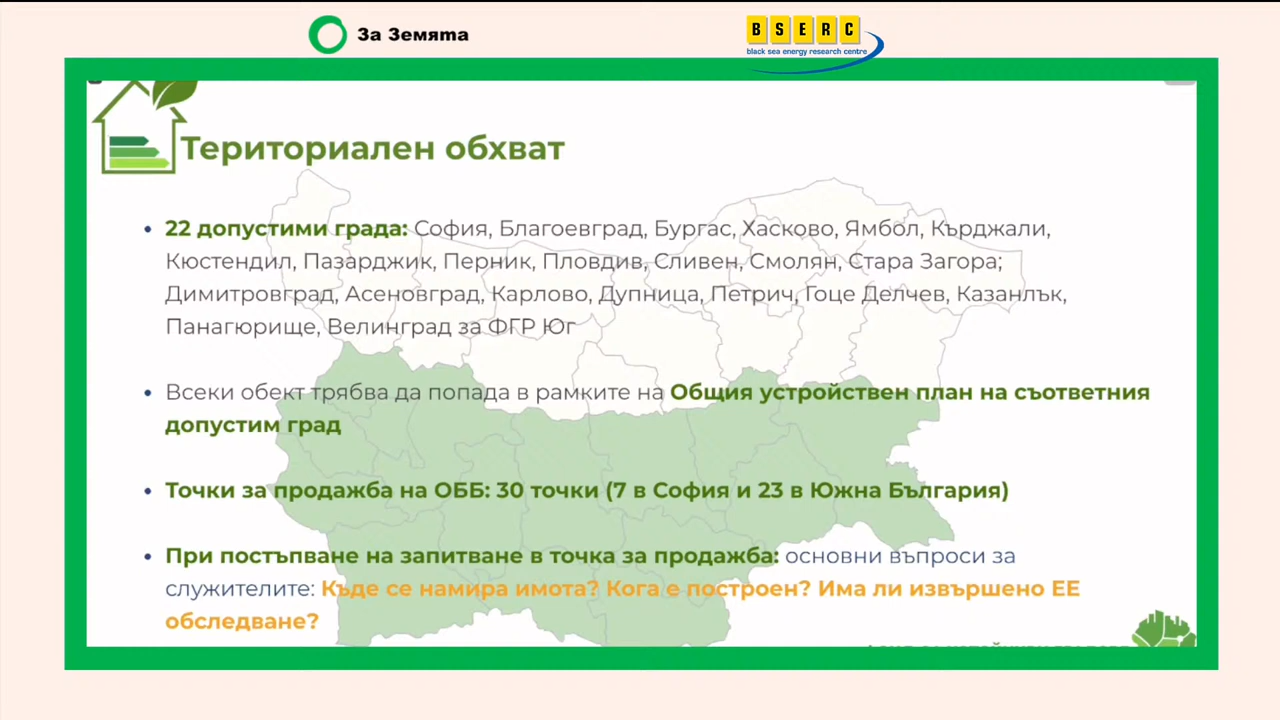 За Земята
BSERC
black sea energy research centre
Териториален обхват
• 22 допустими града: София, Благоевград, Бургас, Хасково, Ямбол, Кърджали,
Кюстендил, Пазарджик, Перник, Пловдив, Сливен, Смолян, Стара Загора;
Димитровград, Асеновград, Карлово, Дупница, Петрич, Гоце Делчев, Казанлък,
Панагюрище, Велинград за ФГР Юг
• Всеки обект трябва да попада в рамките на Общия устройствен план на съответния
допустим град
• Точки за продажба на ОББ: 30 точки (7 в София и 23 в Южна България)
• При постъпване на запитване в точка за продажба: основни въпроси за
служителите: Къде се намира имота? Кога е построен? Има ли извършено ЕЕ
обследване?